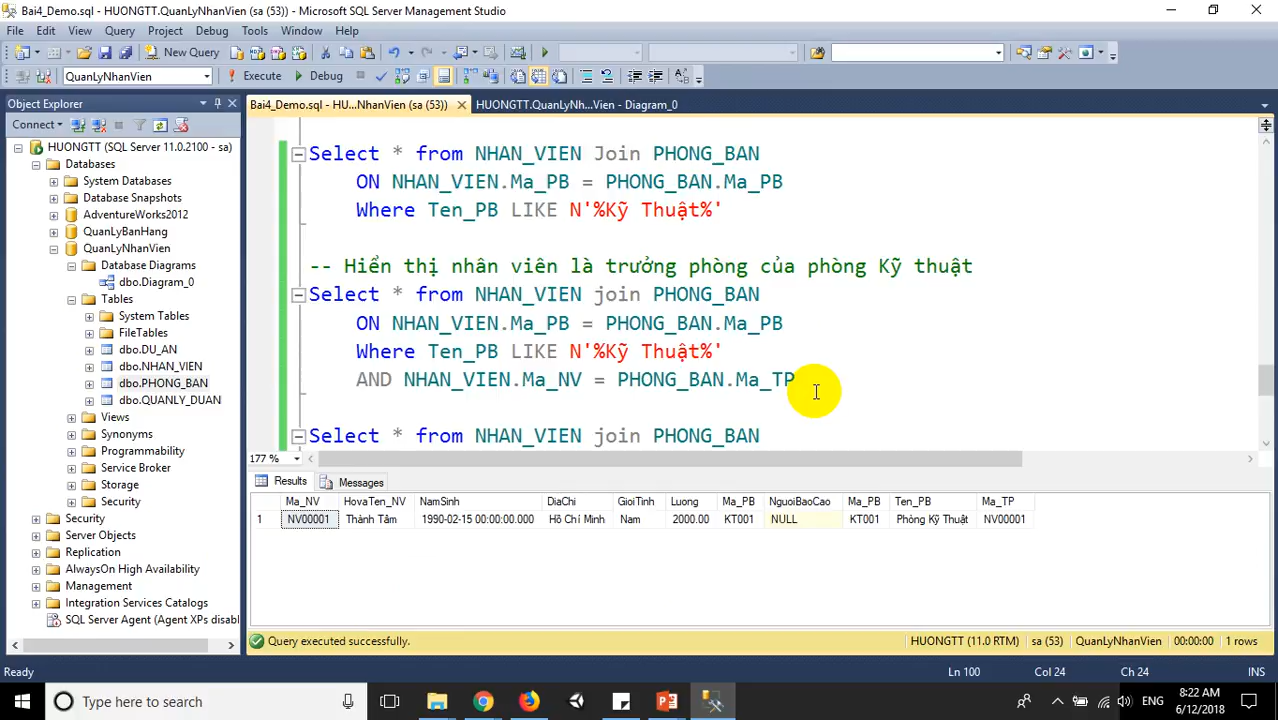 Bai4_Demo.sql - HUONGTT.QuanLyNhanVien (sa (53)) - Microsoft SQL Server Management Studio
File Edit View Query Project Debug Tools Window Help
New Query
QuanLyNhanVien Execute Debug
Object Explorer
Bai4_Demo.sql - HU...NhanVien (sa (53)) HUONGTT.QuanLyNh...Vien - Diagram_0
Connect
HUONGTT (SQL Server 11.0.2100 - sa)
Databases
System Databases
Database Snapshots
AdventureWorks2012
QuanLyBanHang
QuanLyNhanVien
Database Diagrams
dbo.Diagram_0
Tables
System Tables
FileTables
dbo.DU_AN
dbo.NHAN_VIEN
dbo.PHONG_BAN
dbo.QUANLY_DUAN
Views
Synonyms
Programmability
Service Broker
Storage
Security
Security
Server Objects
Replication
AlwaysOn High Availability
Management
Integration Services Catalogs
SQL Server Agent (Agent XPs disabl
Select * from NHAN_VIEN Join PHONG_BAN
ON NHAN_VIEN.Ma_PB = PHONG_BAN.Ma_PB
Where Ten_PB LIKE N'%Kỹ Thuật%'
-- Hiển thị nhân viên là trưởng phòng của phòng Kỹ thuật
Select * from NHAN_VIEN join PHONG_BAN
ON NHAN_VIEN.Ma_PB = PHONG_BAN.Ma_PB
Where Ten_PB LIKE N'%Kỹ Thuật%'
AND NHAN_VIEN.Ma_NV = PHONG_BAN.Ma_TP
Select * from NHAN_VIEN join PHONG_BAN
177 %
Results Messages
Ma_NV HovaTen_NV NamSinh DiaChi GioiTinh Luong Ma_PB NguoiBaoCao Ma_PB Ten_PB Ma_TP
1 NV00001 Thành Tâm 1990-02-15 00:00:00.000 Hồ Chí Minh Nam 2000.00 KT001 NULL KT001 Phòng Kỹ Thuật NV00001
Query executed successfully. HUONGTT (11.0 RTM) sa (53) QuanLyNhanVien 00:00:00 1 rows
Ready Ln 100 Col 24 Ch 24 INS
Type here to search ENG 8:22 AM
6/12/2018